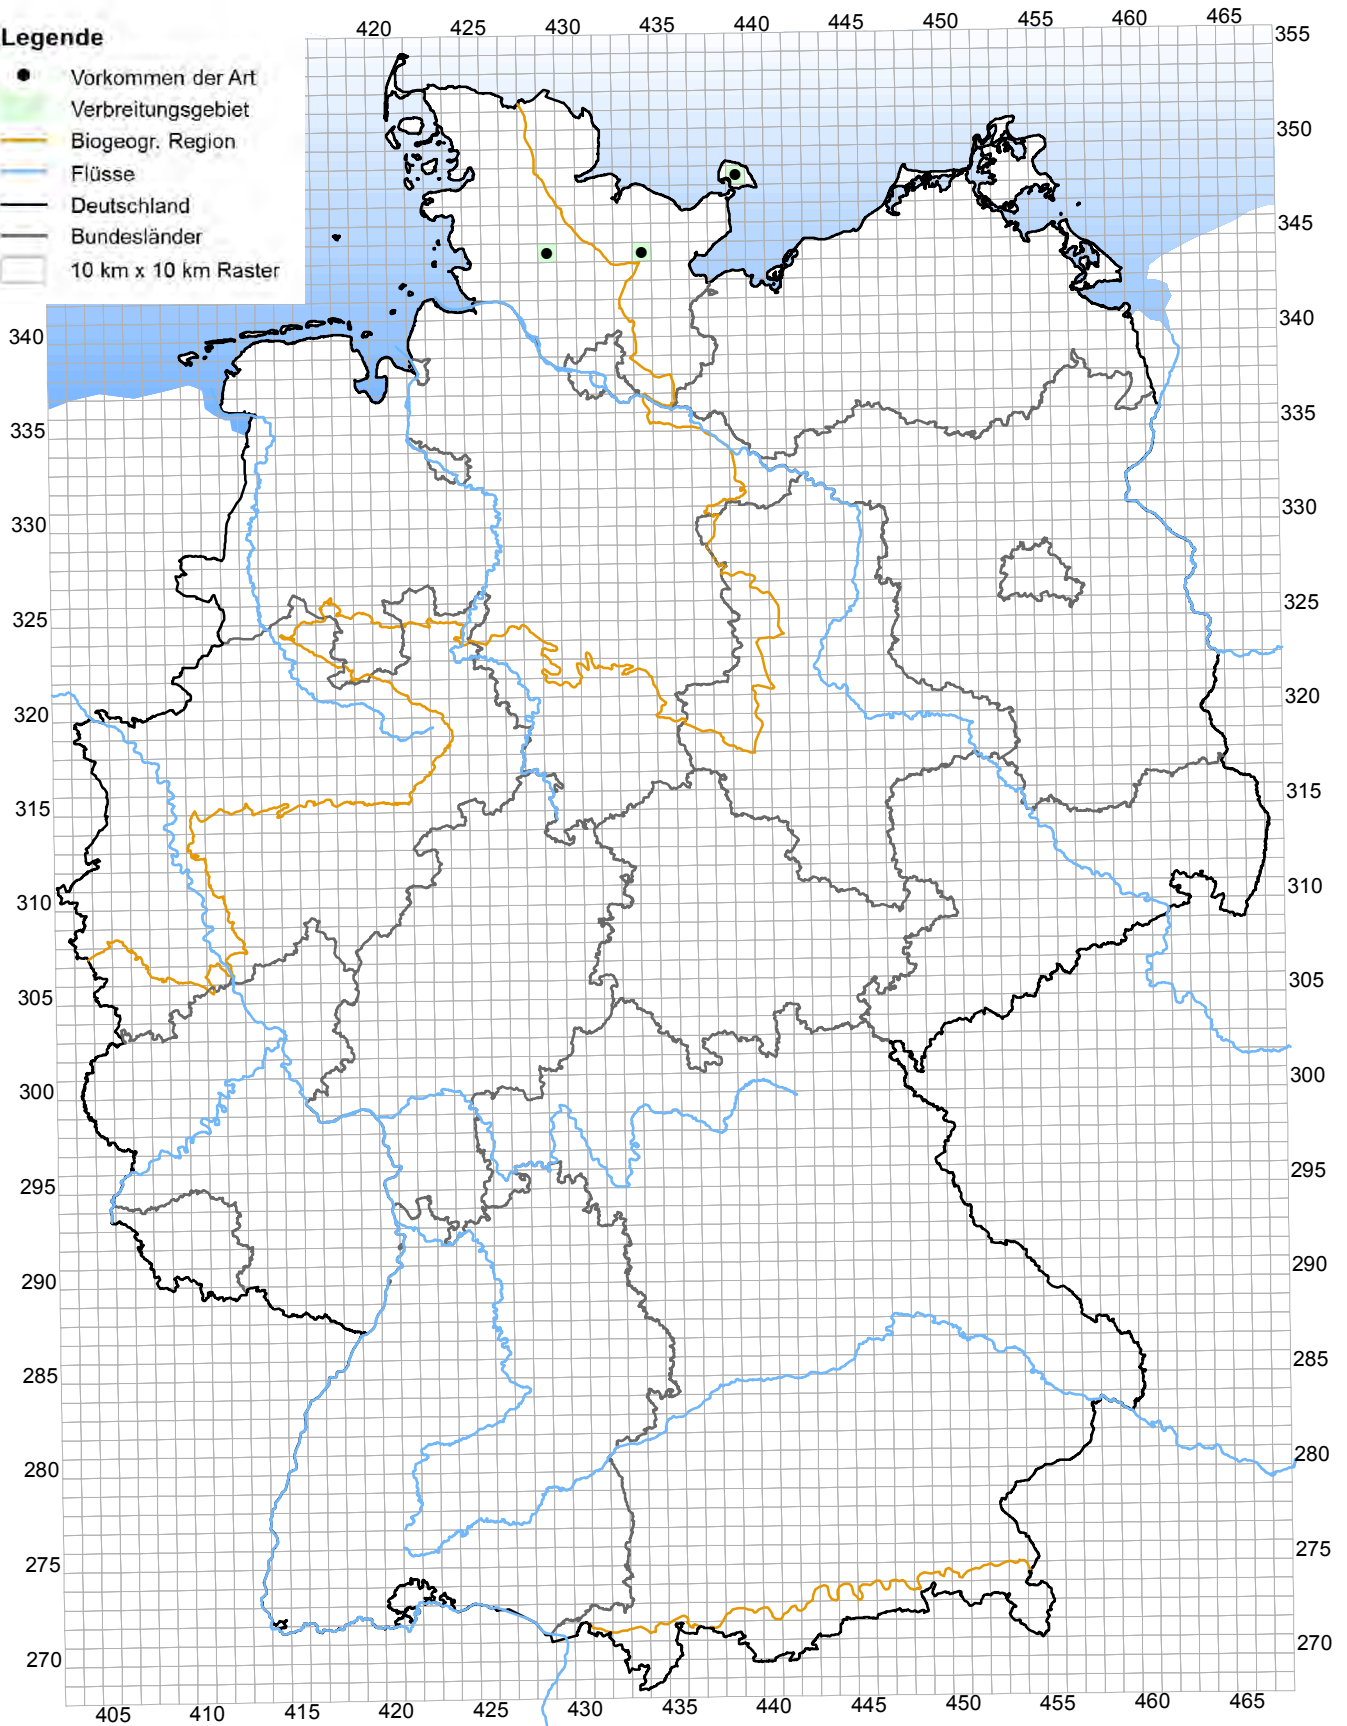 420 425 430 435 440 445 450 455 460 465
355
Legende
Vorkommen der Art
Verbreitungsgebiet
Biogeogr. Region
Flüsse
Deutschland
Bundesländer
10 km x 10 km Raster
350
345
340 340
335 335
330 330
325 325
320 320
315 315
310 310
305 305
300 300
295 295
290 290
285 285
280 280
275 275
270 270
405 410 415 420 425 430 435 440 445 450 455 460 465